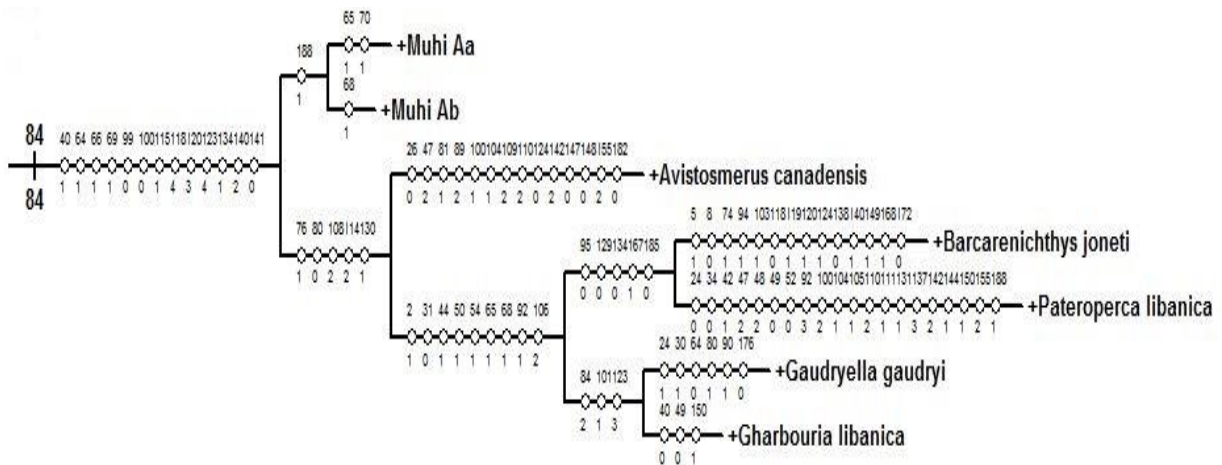 65 70
+Muhi Aa
1 1
188
1
68
+Muhi Ab
1
84
40 64 66 69 99 100115118120123134140141
1 1 1 1 0 0 1 4 3 4 1 2 0
84
26 47 81 89 100104109110124142147148155182
+Avistosmerus canadensis
0 2 1 2 1 1 2 2 0 2 0 0 2 0
76 80 108114130
1 0 2 2 1
5 8 74 94 103118119120124138140149168172
+Barcarenichthys joneti
1 0 1 1 1 1 1 1 1 0 1 1 1 0
95 129134167185
0 0 0 1 0
24 34 42 47 48 49 52 92 100104105110111131137142144150155188
+Pateroperca libanica
0 0 1 2 2 0 0 3 2 1 1 2 1 1 3 2 1 1 2 1
2 31 44 50 54 65 68 92 106
1 0 1 1 1 1 1 1 2
24 30 64 80 90 176
+Gaudryella gaudryi
1 1 0 1 1 0
84 101123
2 1 3
40 49 150
+Gharbouria libanica
0 0 1